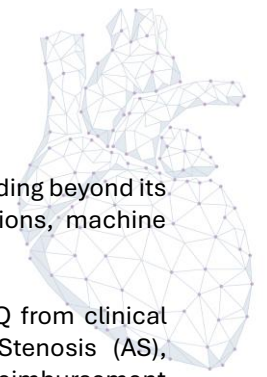 ding beyond its
ions, machine
Q from clinical
Stenosis (AS),